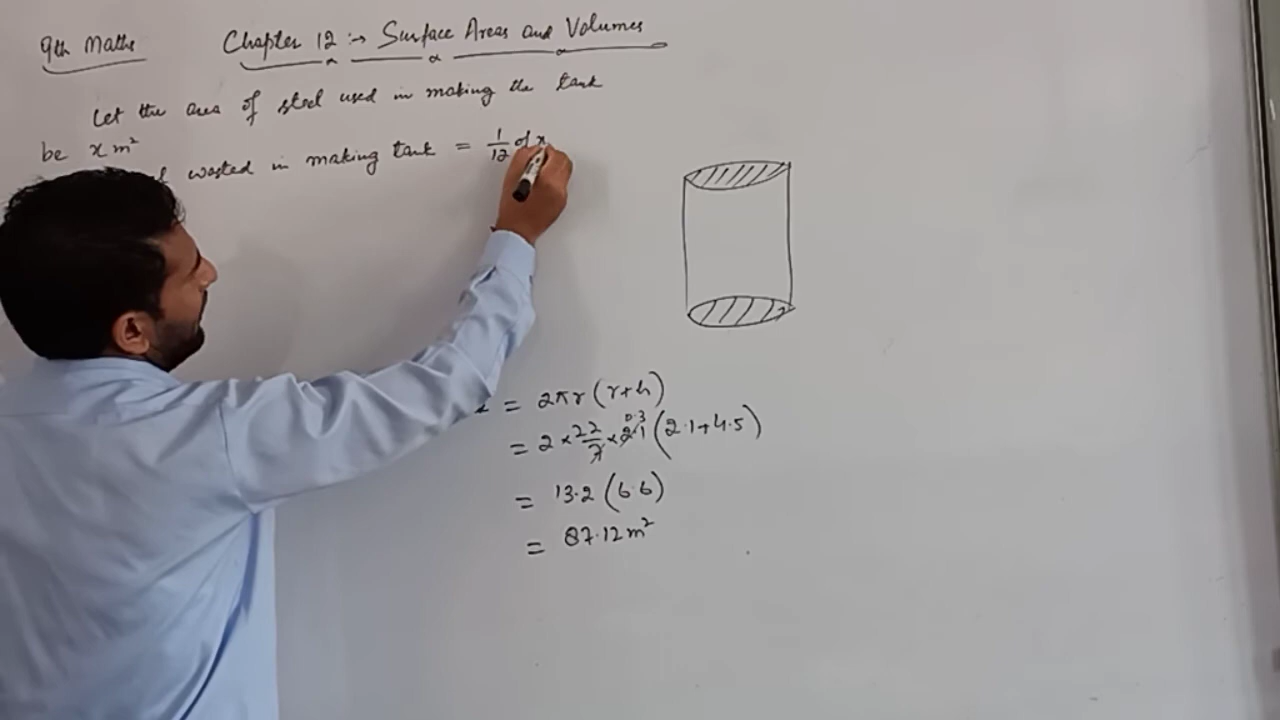 9th Maths
Chapter 12 :→ Surface Areas and Volumes
Let the area of steel used in making the tank
be x m²
wasted in making tank = 1/12 of x
= 2πr (r+h)
= 2 × 22/7 × 2.1 0.3 (2.1+4.5)
= 13.2 (6.6)
= 87.12 m²